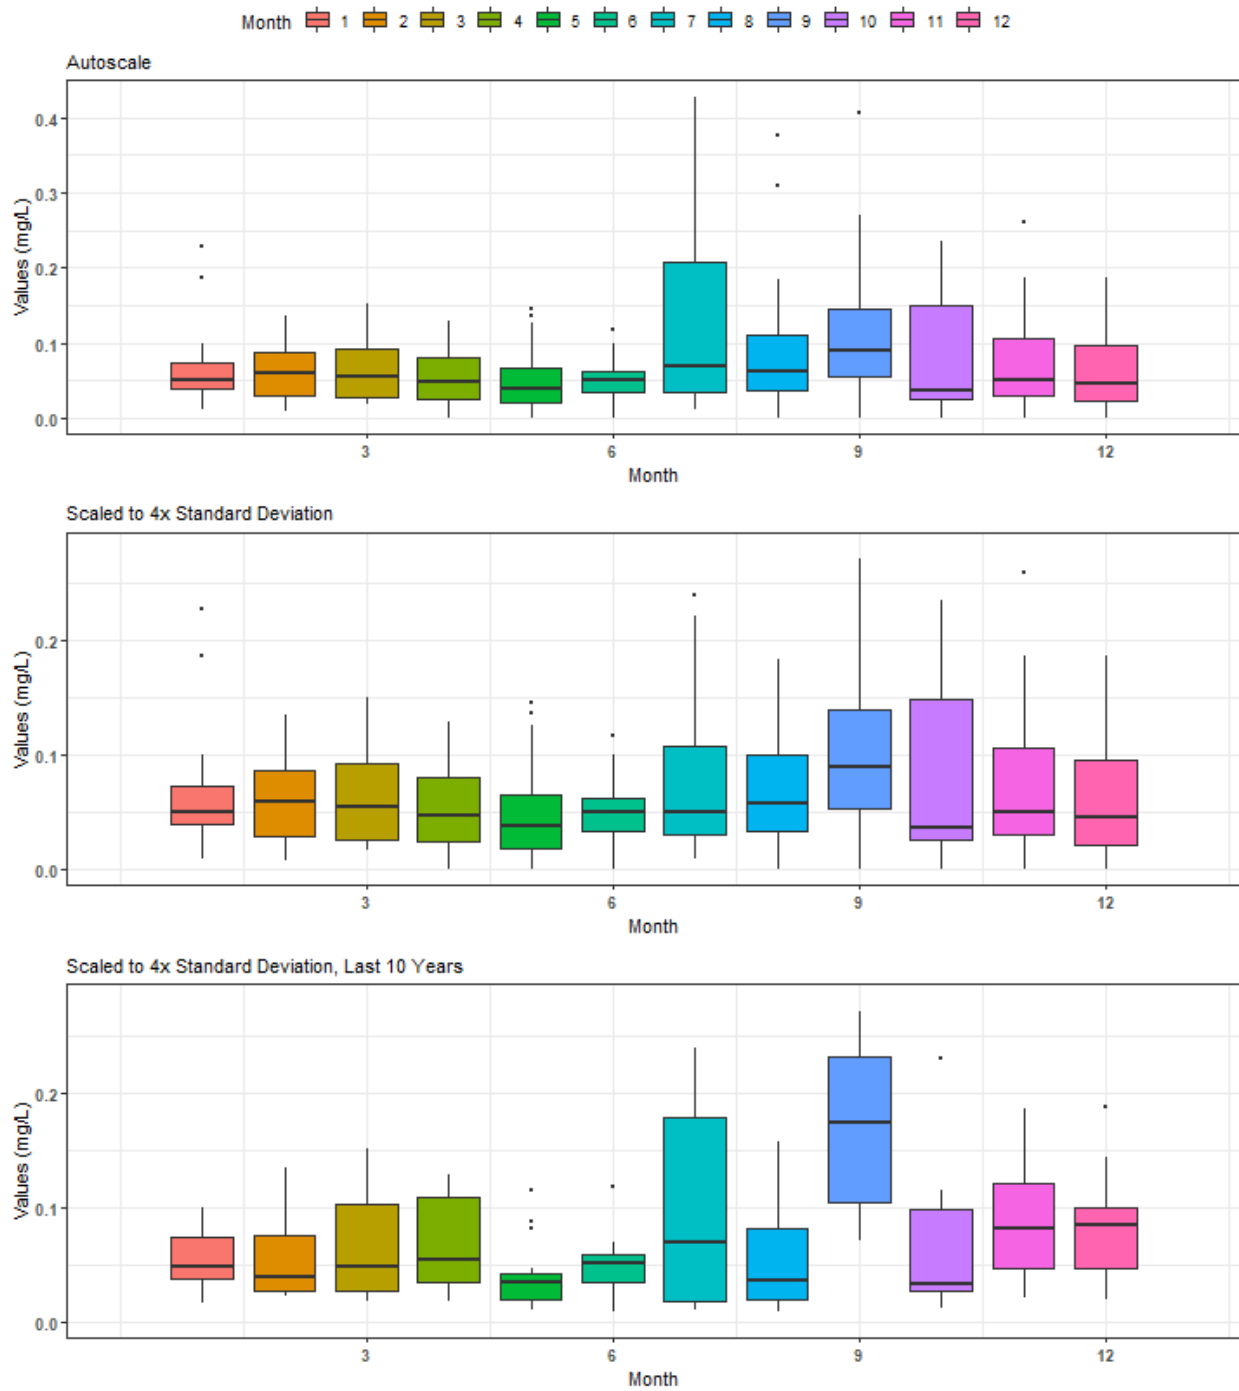 Month 1 2 3 4 5 6 7 8 9 10 11 12
Autoscale
Values (mg/L)
0.4
0.3
0.2
0.1
0.0
3 6 9 12
Month
Scaled to 4x Standard Deviation
Values (mg/L)
0.2
0.1
0.0
3 6 9 12
Month
Scaled to 4x Standard Deviation, Last 10 Years
Values (mg/L)
0.2
0.1
0.0
3 6 9 12
Month